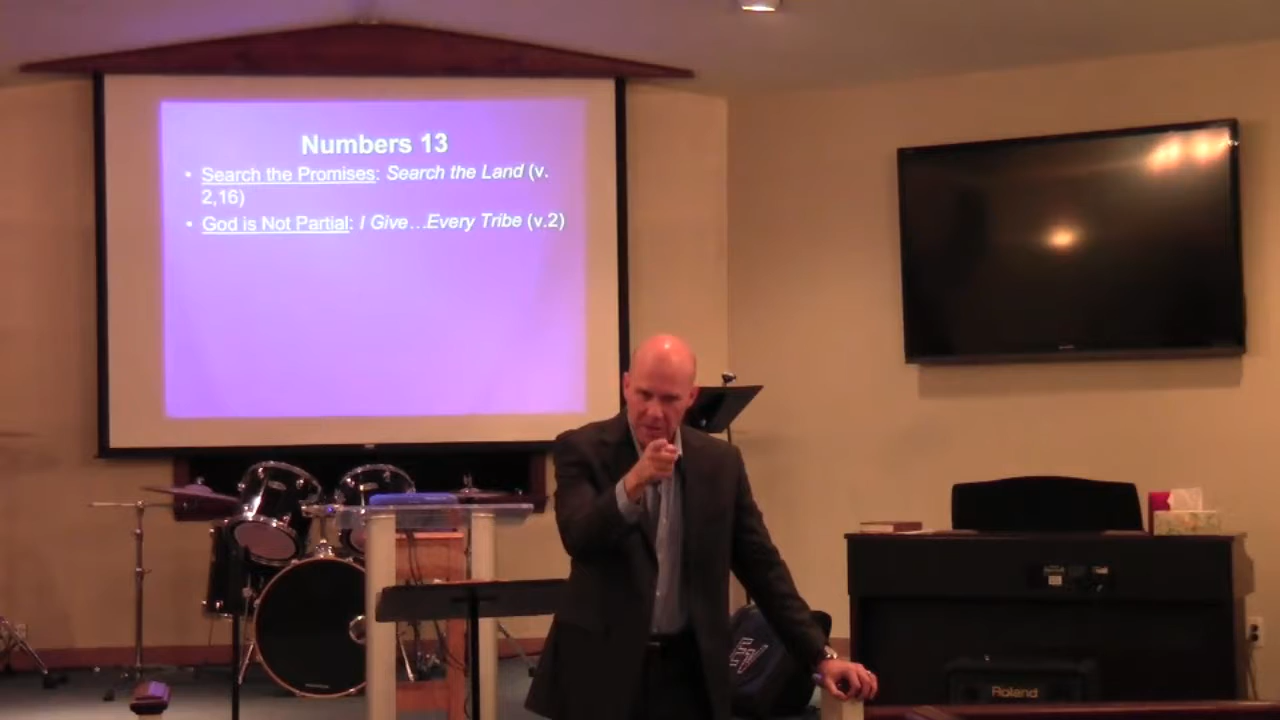 Numbers 13
• Search the Promises: Search the Land (v.
2,16)
• God is Not Partial: I Give…Every Tribe (v.2)
Roland